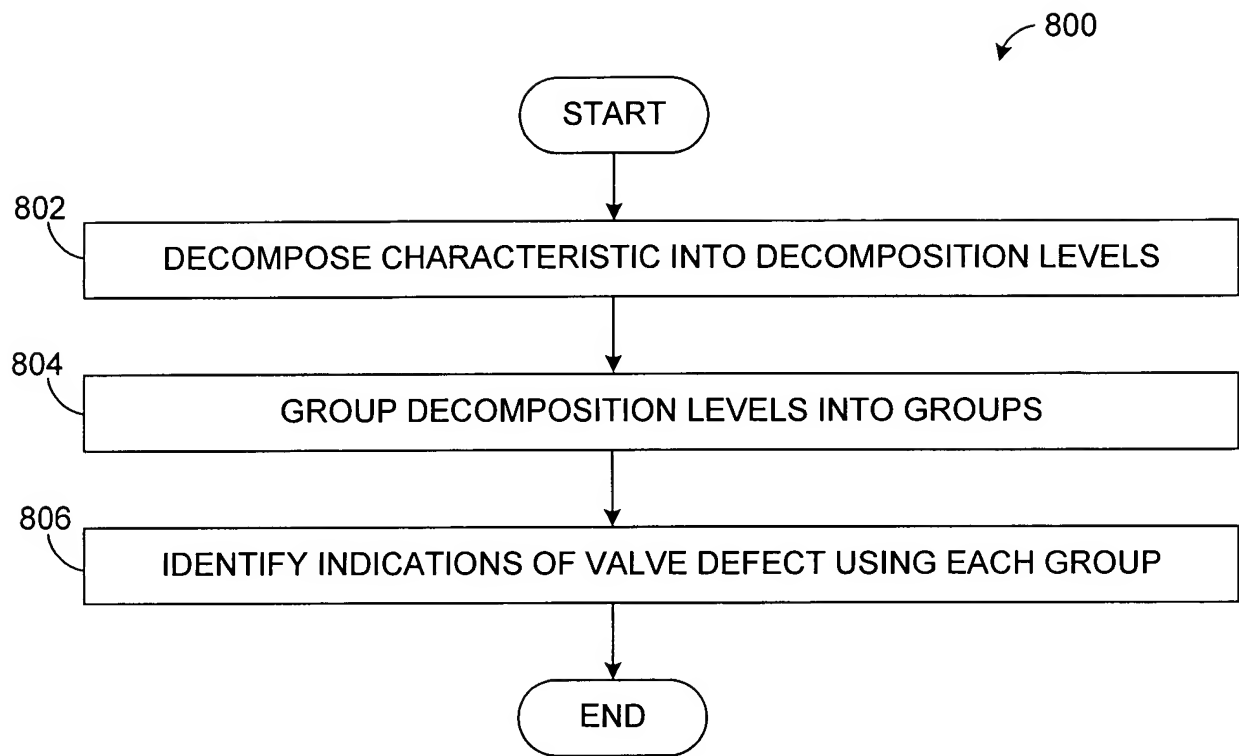 800
START
802
DECOMPOSE CHARACTERISTIC INTO DECOMPOSITION LEVELS
804
GROUP DECOMPOSITION LEVELS INTO GROUPS
806
IDENTIFY INDICATIONS OF VALVE DEFECT USING EACH GROUP
END